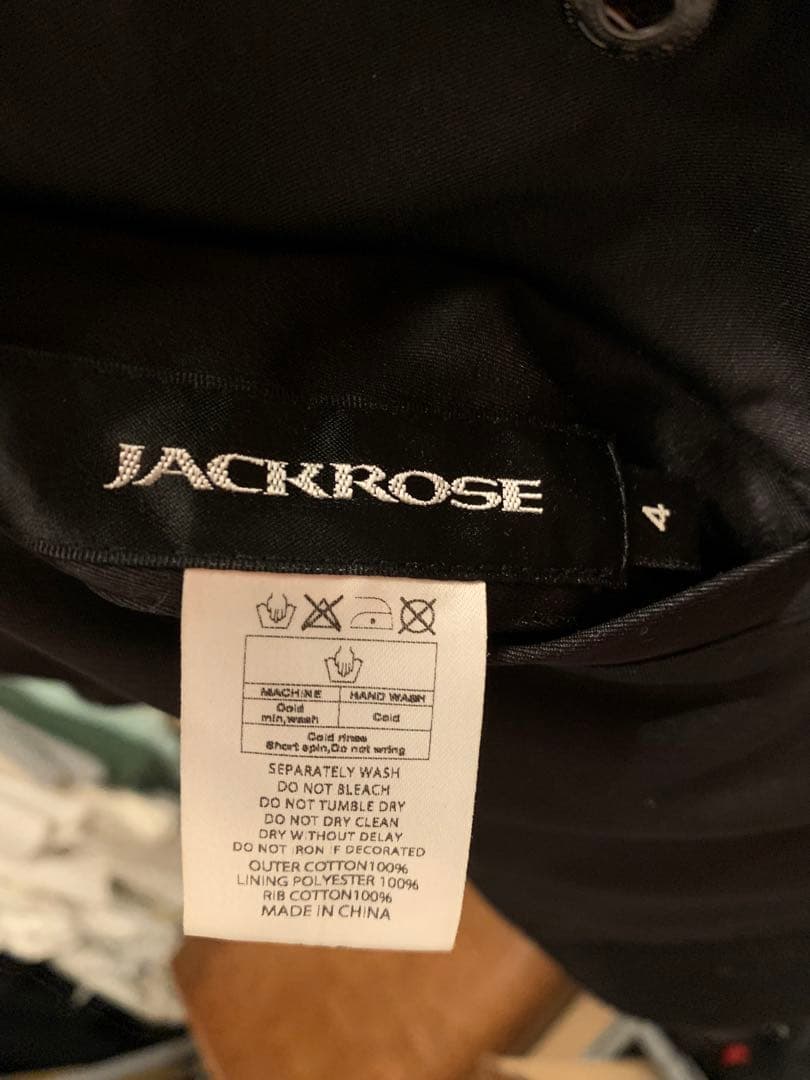 JACKROSE
4
MACHINE HAND WASH
Cold min,wash Cold
Cold rinse
Short spin,Do not wring
SEPARATELY WASH
DO NOT BLEACH
DO NOT TUMBLE DRY
DO NOT DRY CLEAN
DRY WITHOUT DELAY
DO NOT IRON IF DECORATED
OUTER COTTON100%
LINING POLYESTER 100%
RIB COTTON100%
MADE IN CHINA